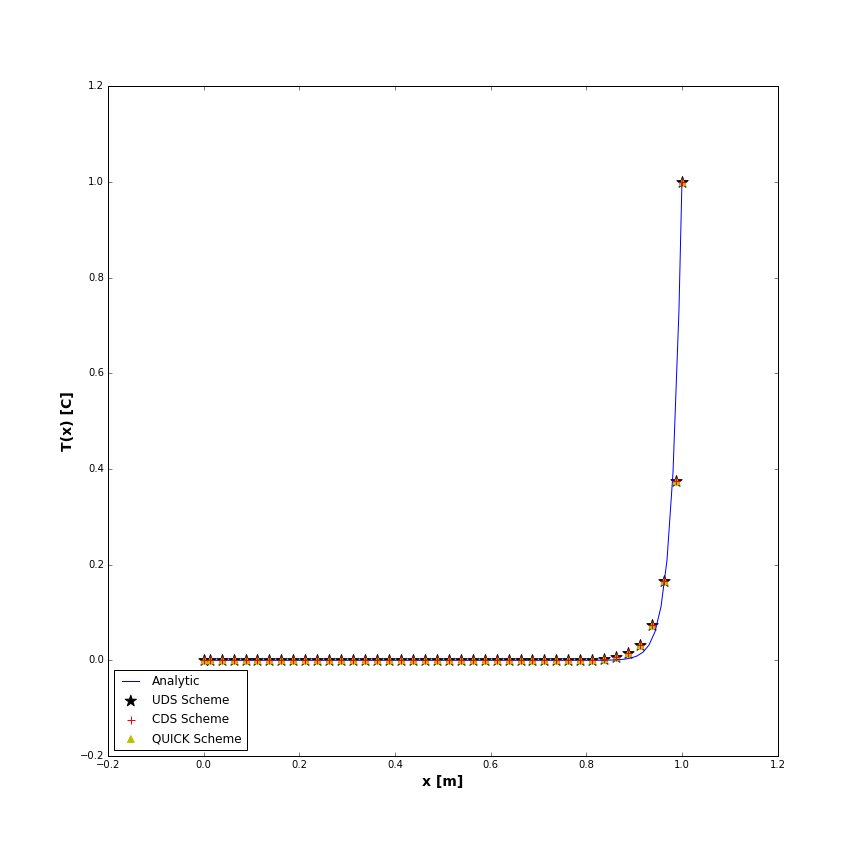 1.2
1.0
0.8
0.6
0.4
0.2
0.0
−0.2
T(x) [C]
Analytic
UDS Scheme
CDS Scheme
QUICK Scheme
−0.2 0.0 0.2 0.4 0.6 0.8 1.0 1.2
x [m]